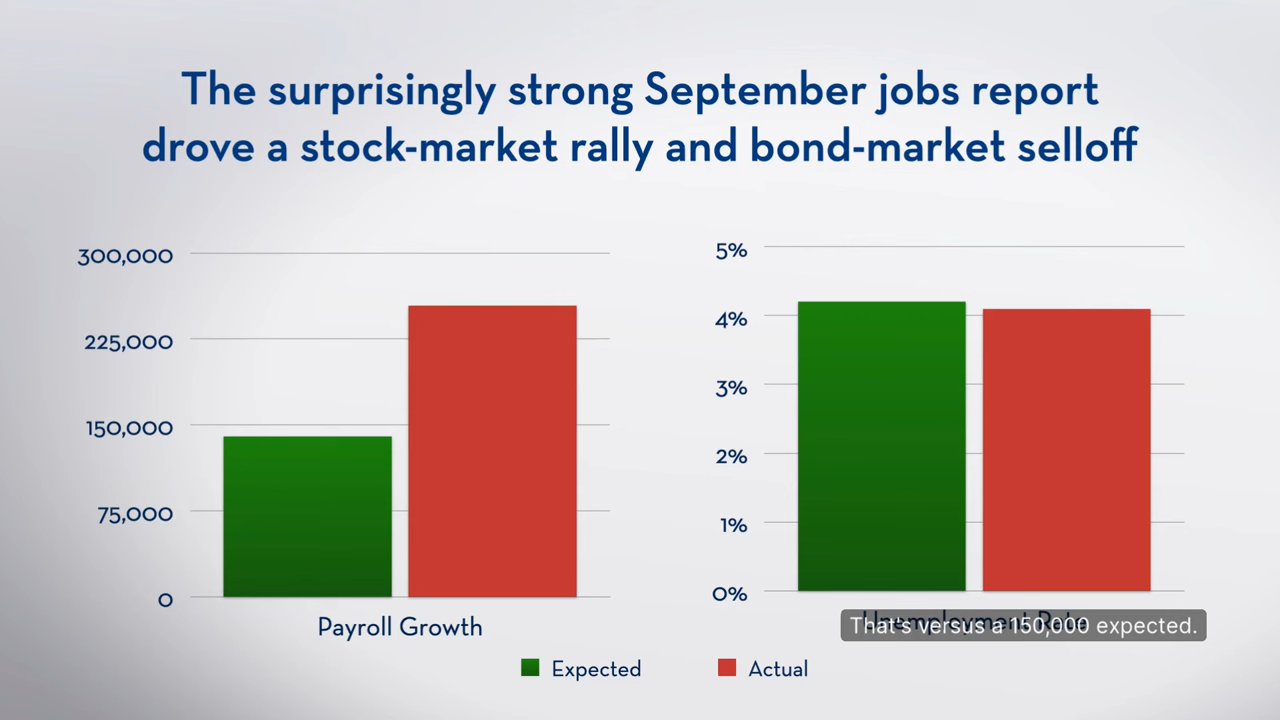 The surprisingly strong September jobs report
drove a stock-market rally and bond-market selloff
300,000
225,000
150,000
75,000
0
Payroll Growth
5%
4%
3%
2%
1%
0%
Unemployment Rate
That's versus a 150,000 expected.
Expected
Actual